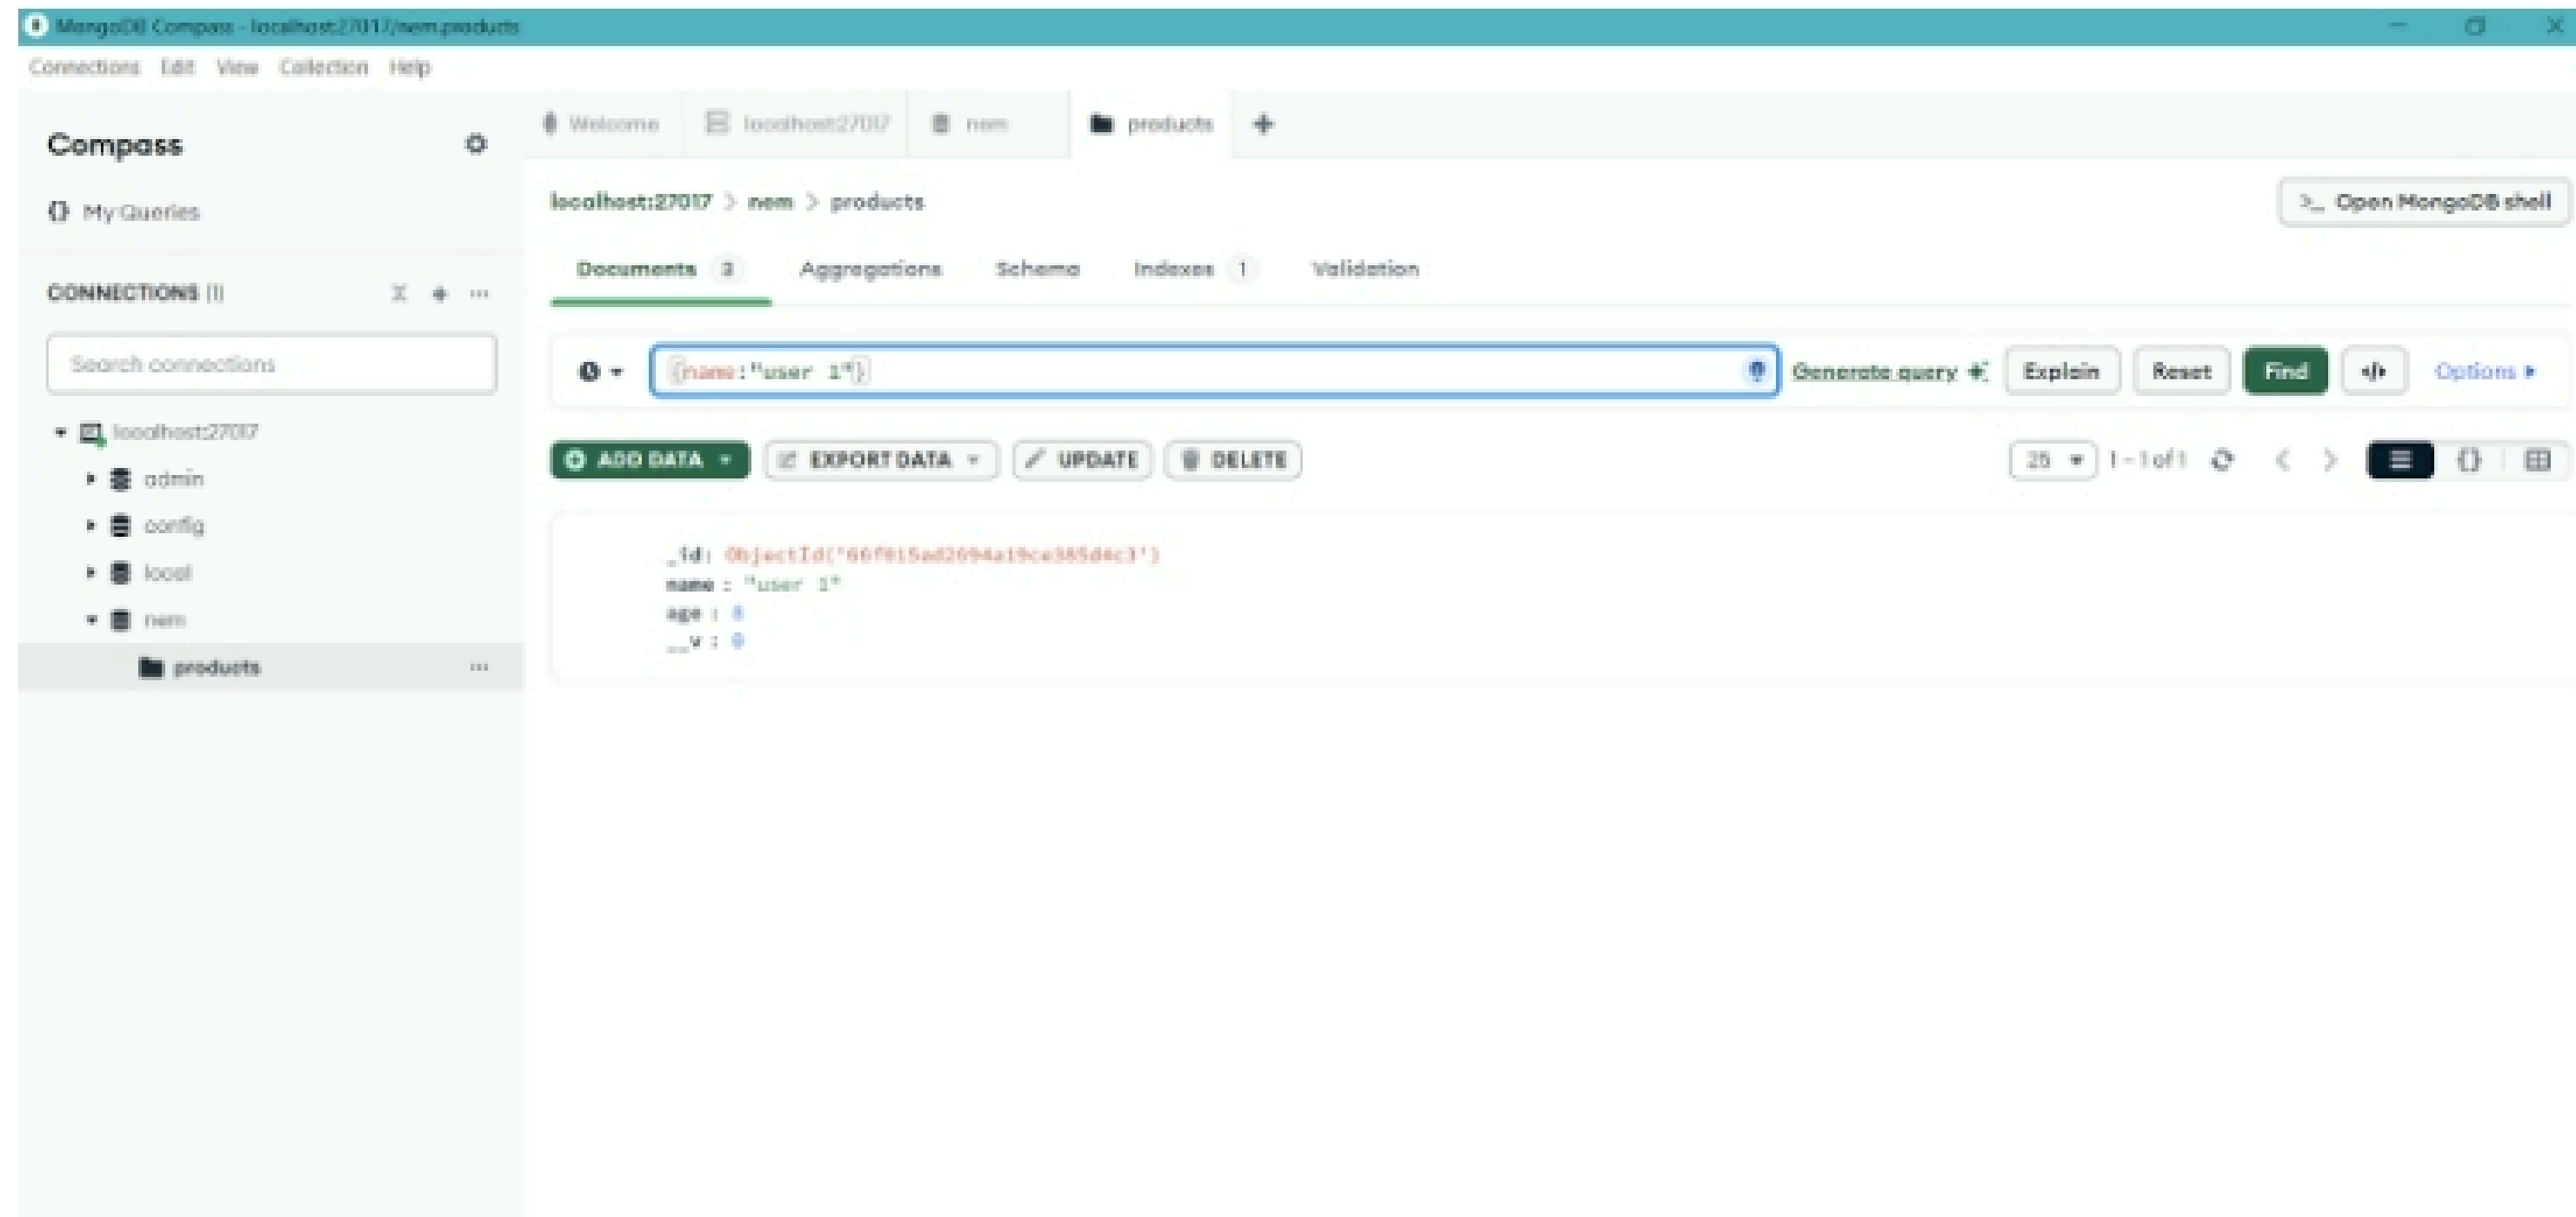 MongoDB Compass - localhost:27017/nem.products
Connections Edit View Collection Help
Compass
{} My Queries
CONNECTIONS (1)
Search connections
localhost:27017
admin
config
local
nem
products
Welcome localhost:27017 nem products
localhost:27017 > nem > products
>_ Open MongoDB shell
Documents Aggregations Schema Indexes 1 Validation
{name:"user 1"}
Generate query Explain Reset Find </> Options
ADD DATA EXPORT DATA UPDATE DELETE
25 1 – 1 of 1
_id: ObjectId(
name : "user 1"
age : 8
__v : 0